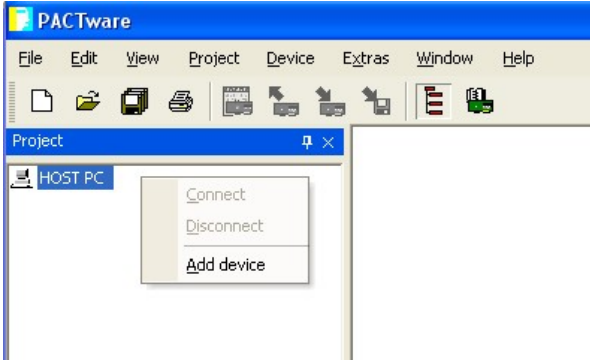 PACTware
File Edit View Project Device Extras Window Help
Project
HOST PC
Connect
Disconnect
Add device